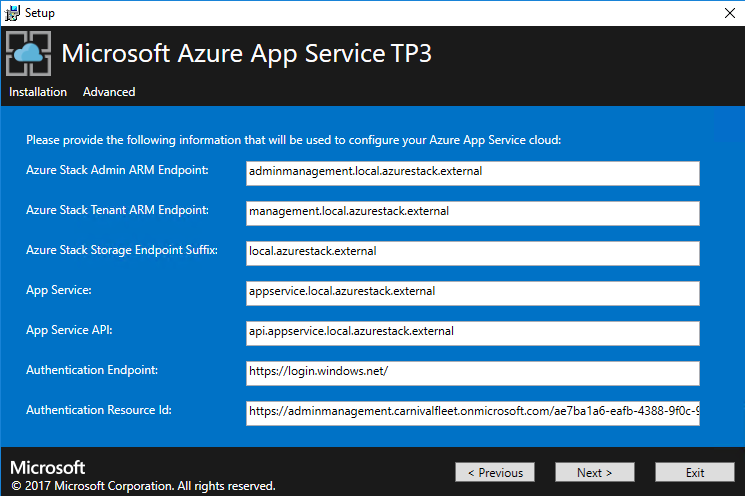 Setup
Microsoft Azure App Service TP3
Installation Advanced
Please provide the following information that will be used to configure your Azure App Service cloud:
Azure Stack Admin ARM Endpoint: adminmanagement.local.azurestack.external
Azure Stack Tenant ARM Endpoint: management.local.azurestack.external
Azure Stack Storage Endpoint Suffix: local.azurestack.external
App Service: appservice.local.azurestack.external
App Service API: api.appservice.local.azurestack.external
Authentication Endpoint: https://login.windows.net/
Authentication Resource Id: https://adminmanagement.carnivalfleet.onmicrosoft.com/ae7ba1a6-eafb-4388-9f0c-9
Microsoft
© 2017 Microsoft Corporation. All rights reserved.
< Previous Next > Exit